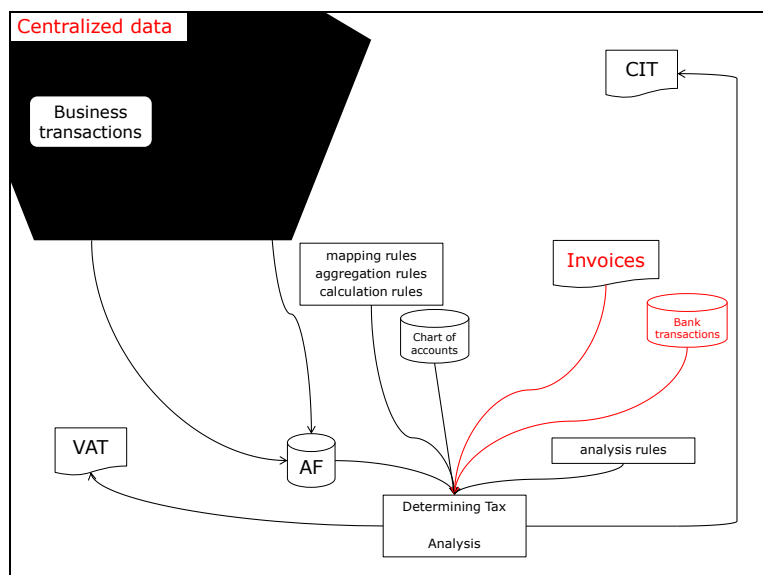 Centralized data
CIT
Business
transactions
mapping rules
aggregation rules
calculation rules
Invoices
Bank
transactions
Chart of
accounts
VAT
AF
analysis rules
Determining Tax
Analysis